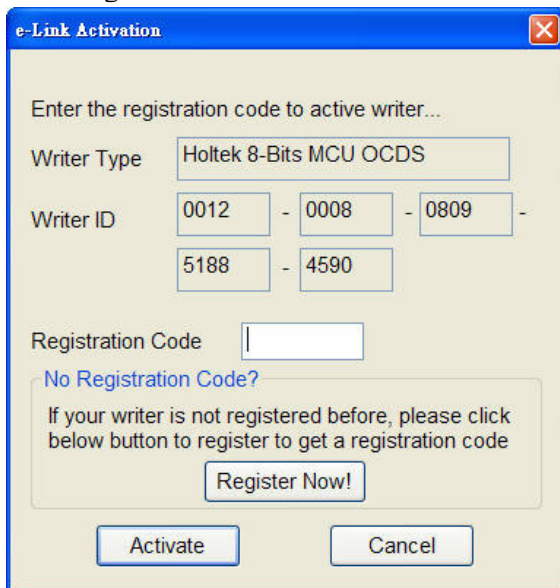 e-Link Activation
Enter the registration code to active writer...
Writer Type Holtek 8-Bits MCU OCDS
Writer ID 0012 - 0008 - 0809 -
5188 - 4590
Registration Code
No Registration Code?
If your writer is not registered before, please click
below button to register to get a registration code
Register Now!
Activate Cancel